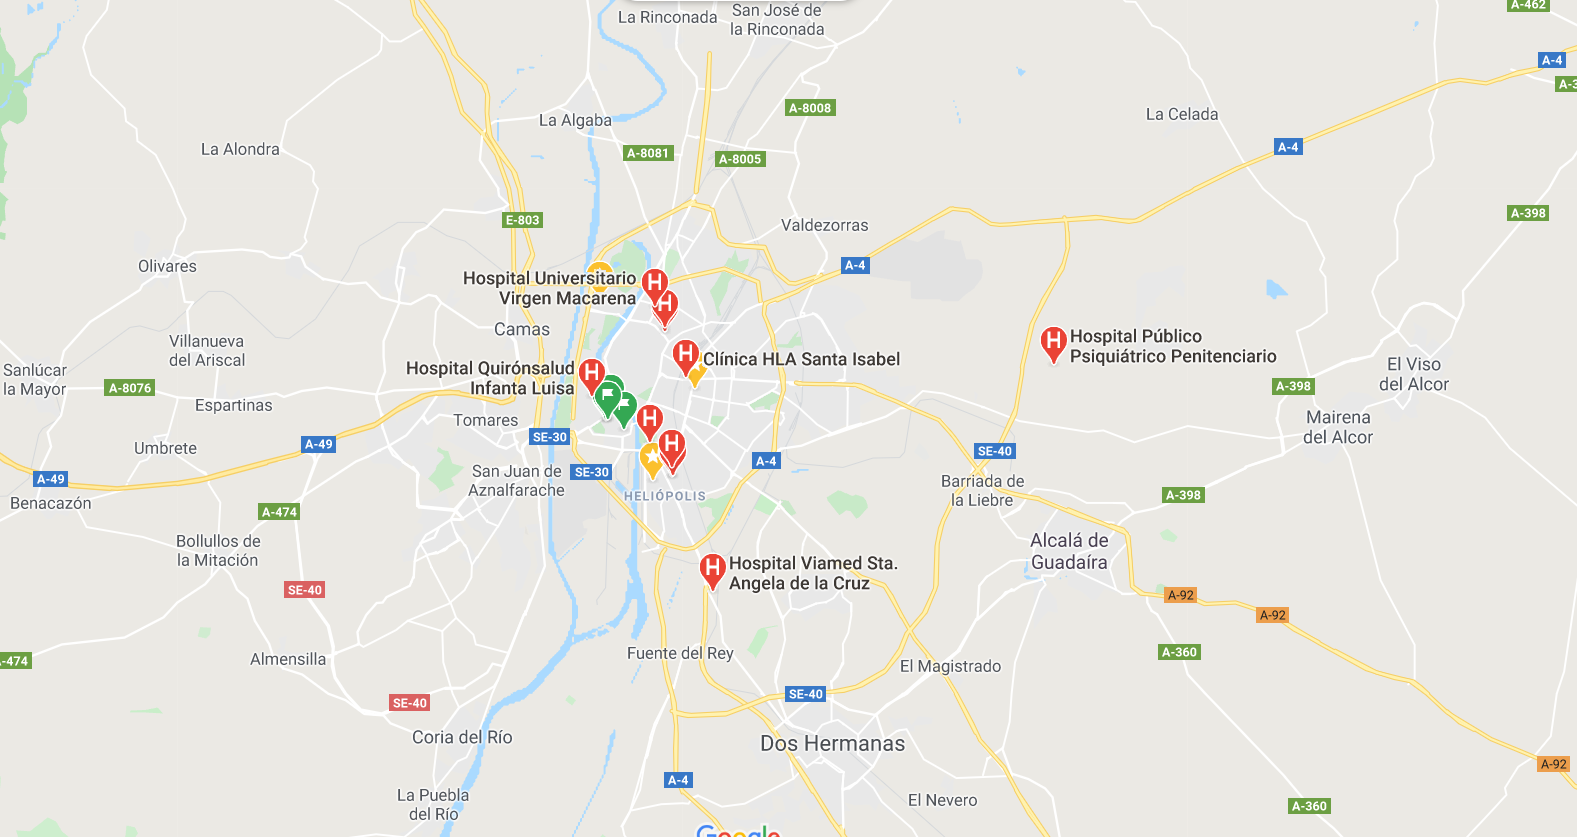 La Rinconada
San José de
la Rinconada
A-462
A-4
A-3
A-8008
La Celada
La Algaba
A-8081
A-8005
A-4
La Alondra
E-803
Valdezorras
A-398
Olivares
A-4
Hospital Universitario
Virgen Macarena
H
H
Camas
Villanueva
del Ariscal
Clínica HLA Santa Isabel
H
H
Hospital Público
Psiquiátrico Penitenciario
Sanlúcar
la Mayor
A-8076
Hospital Quirónsalud
Infanta Luisa
H
El Viso
del Alcor
A-398
Espartinas
Tomares
H
Mairena
del Alcor
Umbrete
A-49
SE-30
H
A-4
SE-40
A-49
Benacazón
San Juan de
Aznalfarache
SE-30
HELIÓPOLIS
Barriada de
la Liebre
A-398
A-474
Bollullos de
la Mitación
Alcalá de
Guadaíra
H
Hospital Viamed Sta.
Angela de la Cruz
SE-40
A-92
A-92
-474
Almensilla
Fuente del Rey
El Magistrado
A-360
SE-40
SE-40
Coria del Río
Dos Hermanas
A-92
A-4
La Puebla
del Río
El Nevero
A-360
Google